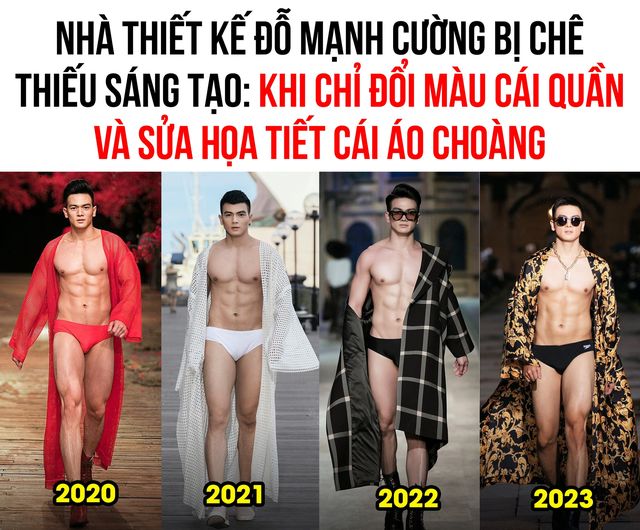 NHÀ THIẾT KẾ ĐỖ MẠNH CƯỜNG BỊ CHÊ
THIẾU SÁNG TẠO: KHI CHỈ ĐỔI MÀU CÁI QUẦN
VÀ SỬA HỌA TIẾT CÁI ÁO CHOÀNG
2020
2021
2022
2023